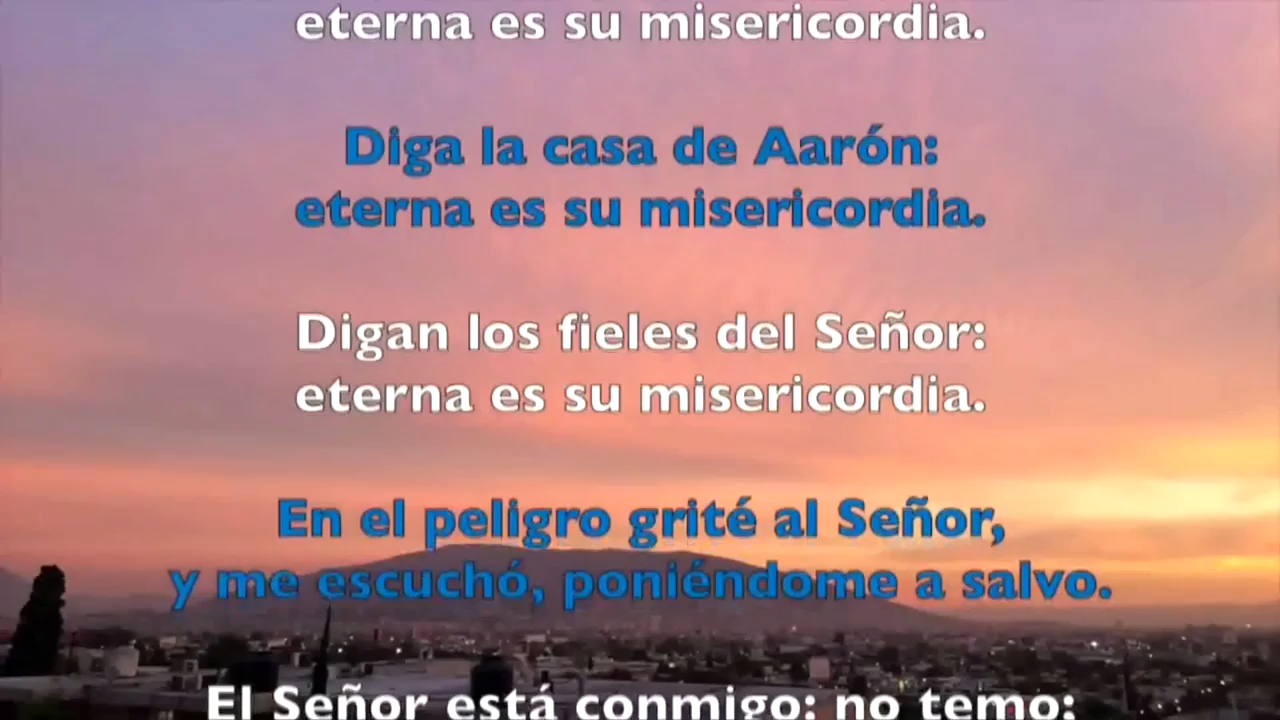 eterna es su misericordia.
Diga la casa de Aarón:
eterna es su misericordia.
Digan los fieles del Señor:
eterna es su misericordia.
En el peligro grité al Señor,
y me escuchó, poniéndome a salvo.
El Señor está conmigo: no temo;